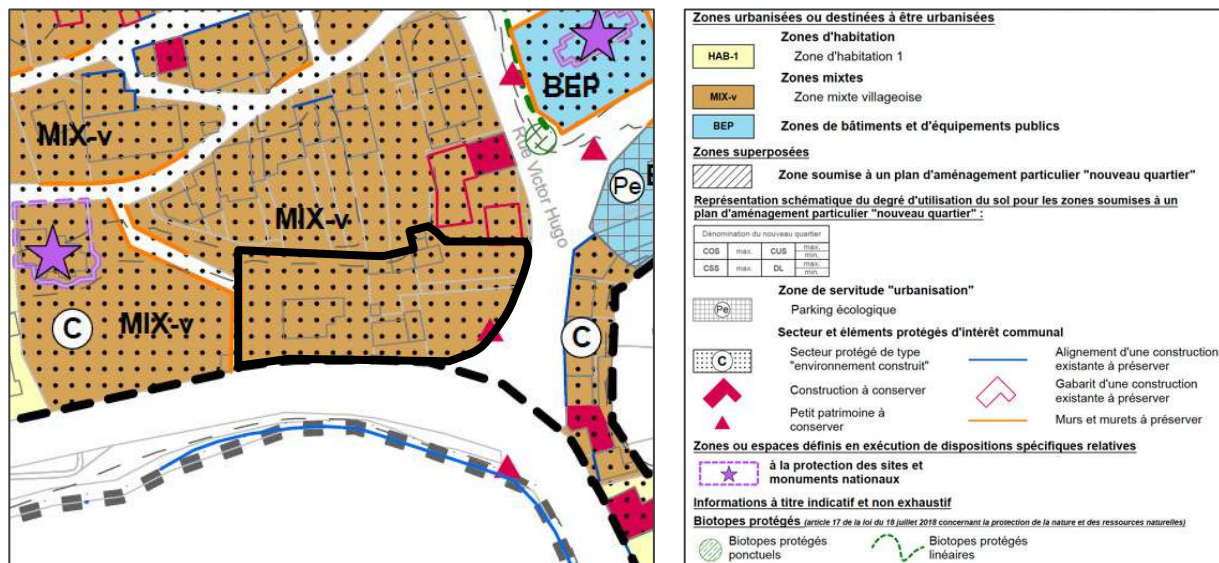 MIX-v
BEP
Rue Victor Hugo
Pe
MIX-v
C
MIX-v
C
Zones urbanisées ou destinées à être urbanisées
Zones d'habitation
HAB-1 Zone d'habitation 1
Zones mixtes
MIX-v Zone mixte villageoise
BEP Zones de bâtiments et d'équipements publics
Zones superposées
Zone soumise à un plan d'aménagement particulier "nouveau quartier"
Représentation schématique du degré d'utilisation du sol pour les zones soumises à un
plan d'aménagement particulier "nouveau quartier" :
Dénomination du nouveau quartier
COS max. CUS max.
min.
CSS max. DL max.
min.
Zone de servitude "urbanisation"
Pe Parking écologique
Secteur et éléments protégés d'intérêt communal
C Secteur protégé de type
"environnement construit"
Alignement d'une construction
existante à préserver
Construction à conserver
Gabarit d'une construction
existante à préserver
Petit patrimoine à
conserver
Murs et murets à préserver
Zones ou espaces définis en exécution de dispositions spécifiques relatives
à la protection des sites et
monuments nationaux
Informations à titre indicatif et non exhaustif
Biotopes protégés (article 17 de la loi du 18 juillet 2018 concernant la protection de la nature et des ressources naturelles)
Biotopes protégés
ponctuels
Biotopes protégés
linéaires